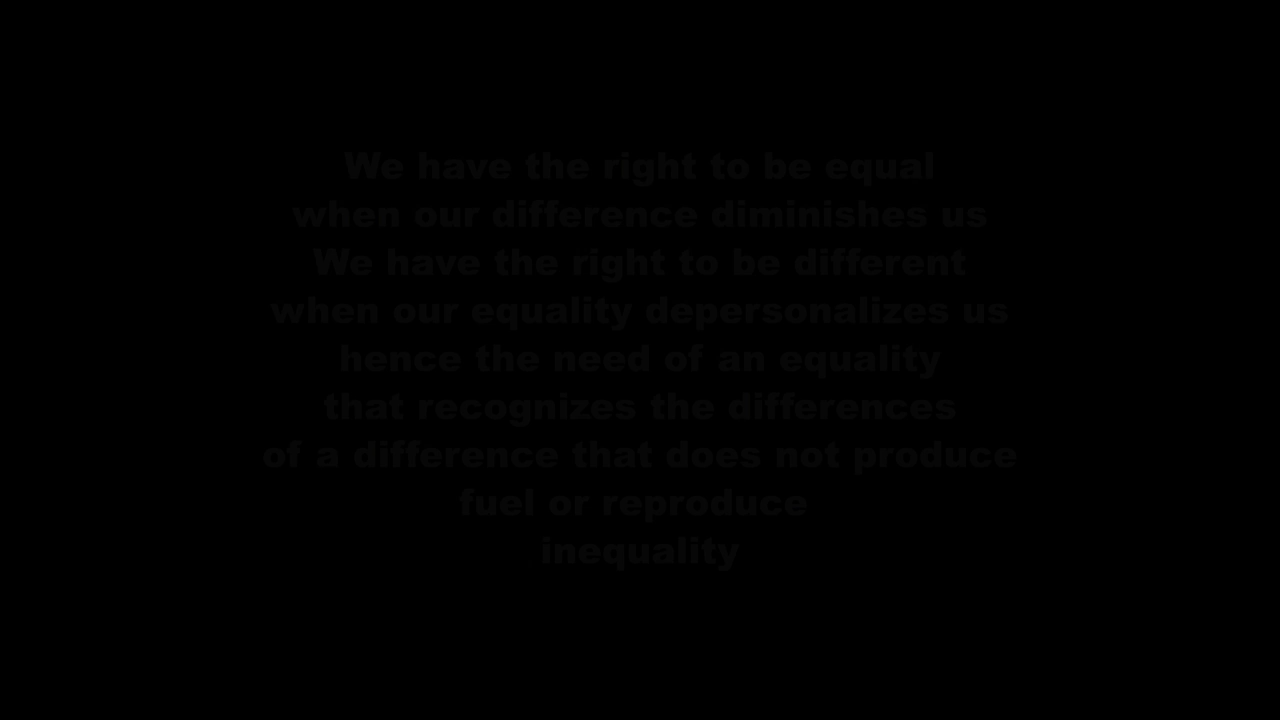 We have the right to be equal
when our difference diminishes us
We have the right to be different
when our equality depersonalizes us
hence the need of an equality
that recognizes the differences
of a difference that does not produce
fuel or reproduce
inequality